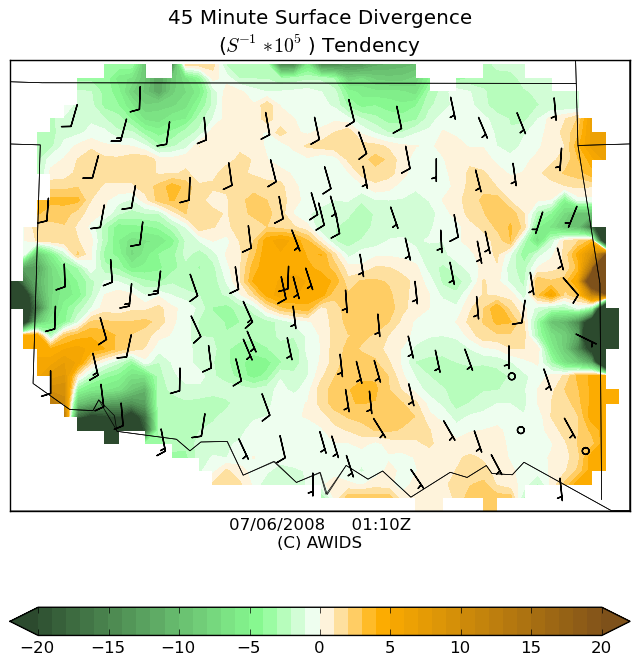 45 Minute Surface Divergence
(S⁻¹ *10⁵ ) Tendency
07/06/2008 01:10Z
(C) AWIDS
−20 −15 −10 −5 0 5 10 15 20